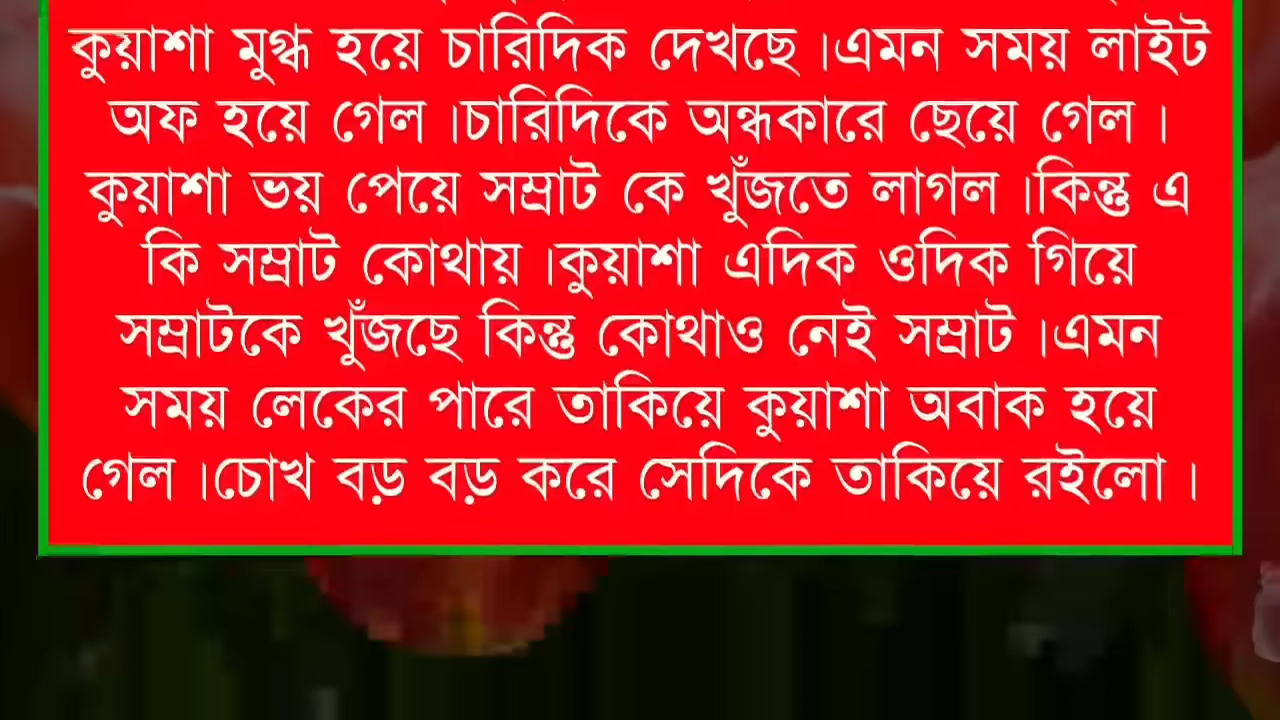 কুয়াশা মুগ্ধ হয়ে চারিদিক দেখছে ।এমন সময় লাইট
অফ হয়ে গেল ।চারিদিকে অন্ধকারে ছেয়ে গেল ।
কুয়াশা ভয় পেয়ে সম্রাট কে খুঁজতে লাগল ।কিন্তু এ
কি সম্রাট কোথায় ।কুয়াশা এদিক ওদিক গিয়ে
সম্রাটকে খুঁজছে কিন্তু কোথাও নেই সম্রাট ।এমন
সময় লেকের পারে তাকিয়ে কুয়াশা অবাক হয়ে
গেল ।চোখ বড় বড় করে সেদিকে তাকিয়ে রইলো ।